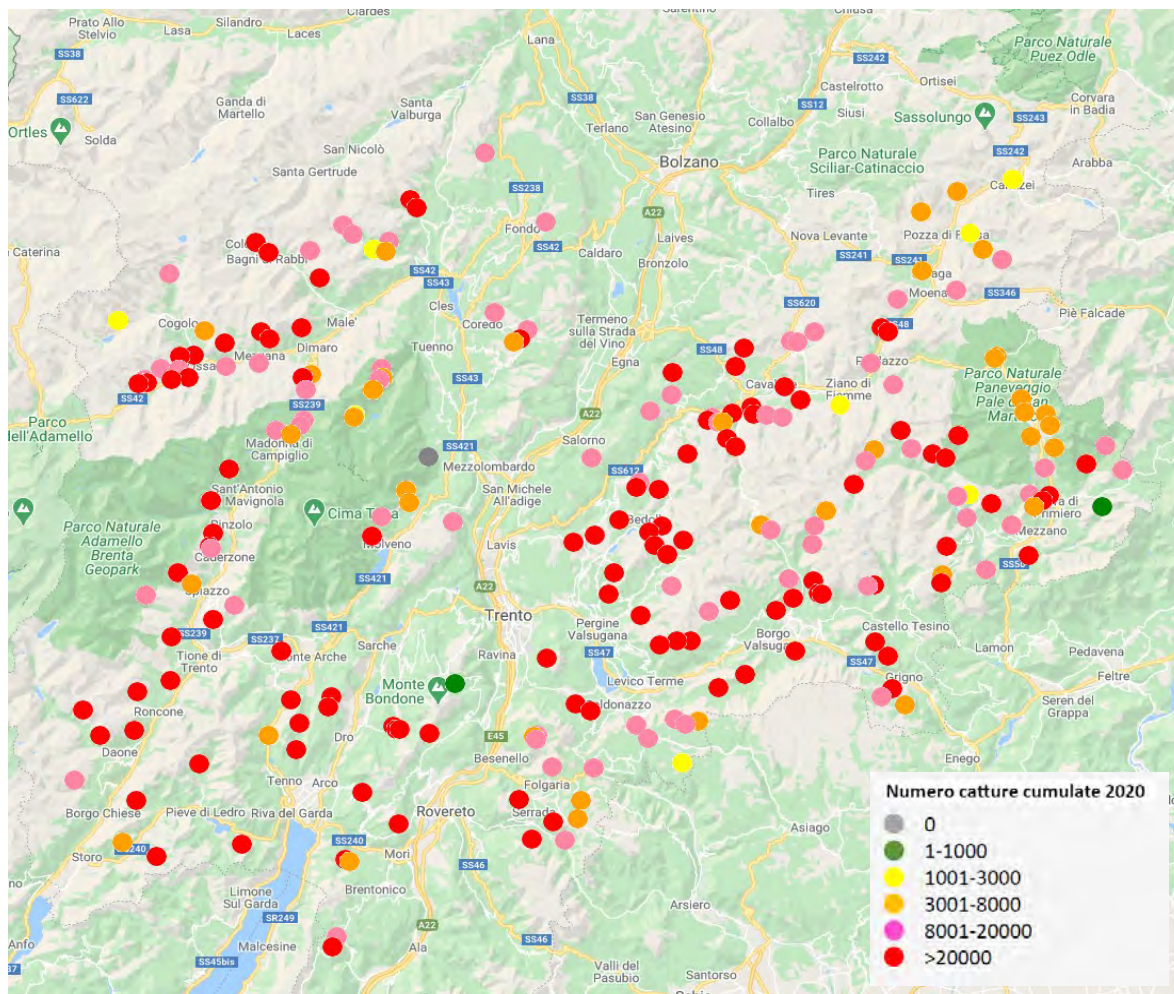 Prato Allo
Stelvio
Lasa
Silandro
Laces
Ciardes
Lana
Sarentino
Chiusa
SS38
SS242
Ortisei
Parco Naturale
Puez Odle
SS622
Ganda di
Martello
Santa
Valburga
SS38
SS12
Castelrotto
Siusi
Corvara
in Badia
Ortles
Solda
San Nicolò
Terlano
San Genesio
Atesino
Collalbo
Sassolungo
SS243
Santa Gertrude
Bolzano
Parco Naturale
Sciliar-Catinaccio
SS242
Arabba
SS238
Tires
Fondo
A22
Nova Levante
Pozza di
Caterina
Bagni di Rabbi
SS42
Caldaro
Laives
SS241
SS241
Bronzolo
SS42
SS43
Moena
SS346
Cles
SS620
Piè Falcade
Cogolo
Male'
Coredo
Termeno
sulla Strada
del Vino
SS48
Dimaro
Tuenno
Egna
SS48
SS43
Parco Naturale
Paneveggio
SS42
Ziano di
Fiemme
SS239
A22
Parco
dell'Adamello
Madonna di
Campiglio
SS421
Salorno
Mezzolombardo
SS612
Sant'Antonio
di Mavignola
San Michele
All'adige
Cima
Pinzolo
Parco Naturale
Adamello
Brenta
Geopark
Mezzano
Caderzone
Molveno
Lavis
SS50
SS421
A22
Spiazzo
Trento
Pergine
Valsugana
SS239
SS237
SS421
Sarche
Borgo
Valsugana
Castello Tesino
Tione di
Trento
Ravina
SS47
SS47
Lamon
Pedavena
Levico Terme
Grigno
Feltre
Monte
Bondone
Roncone
Seren del
Grappa
Dro
E45
Daone
Besenello
Enego
Tenno
Arco
Folgaria
Borgo Chiese
Pieve di Ledro
Riva del Garda
Rovereto
Serrada
Asiago
SS240
SS240
Storo
Mori
SS46
Limone
Sul Garda
Brentonico
Arsiero
SR249
A22
Anfo
Malcesine
Ala
SS46
SS45bis
Valli del
Pasubio
Santorso
Numero catture cumulate 2020
0
1-1000
1001-3000
3001-8000
8001-20000
>20000